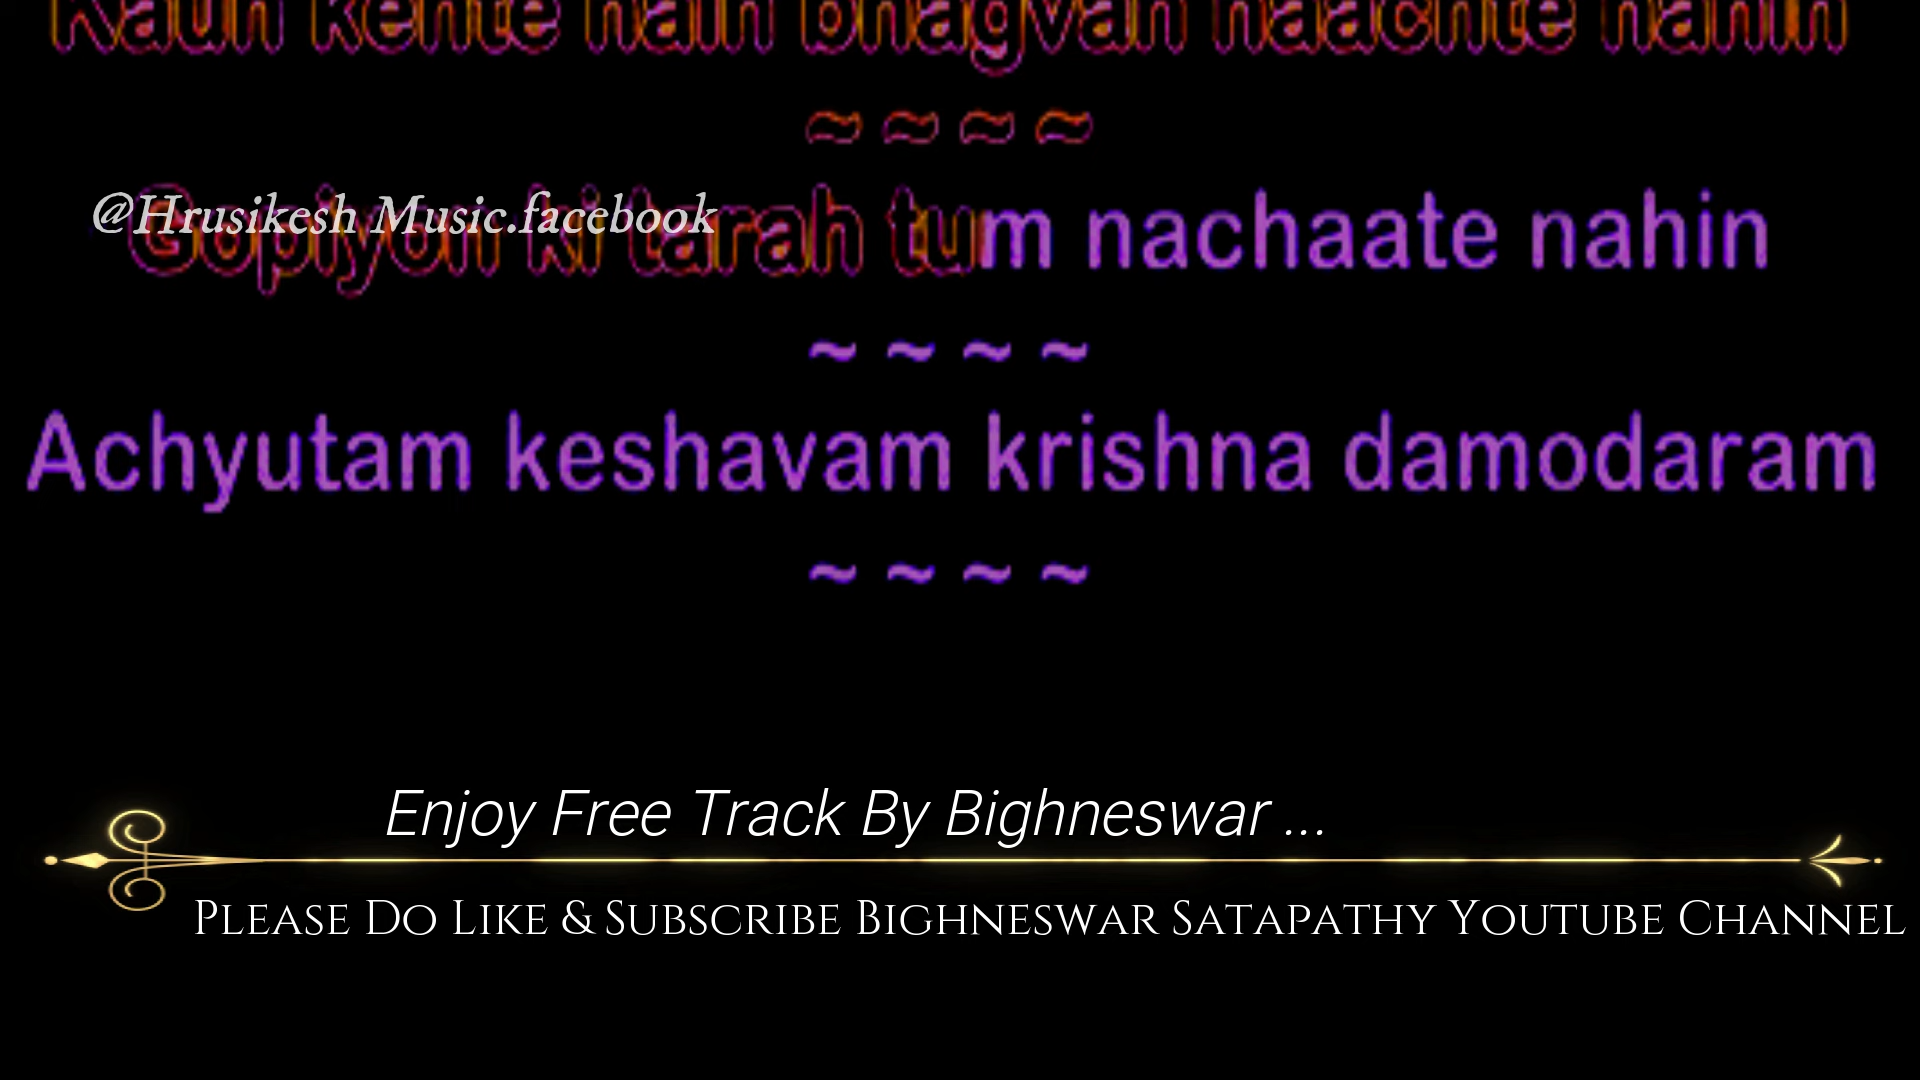 Kaun kehte hain bhagvan naachte nahin
~ ~ ~ ~
@Hrusikesh Music.facebook
Gopiyon ki tarah tum nachaate nahin
~ ~ ~ ~
Achyutam keshavam krishna damodaram
~ ~ ~ ~
Enjoy Free Track By Bighneswar ...
Please Do Like & Subscribe Bighneswar Satapathy Youtube Channel